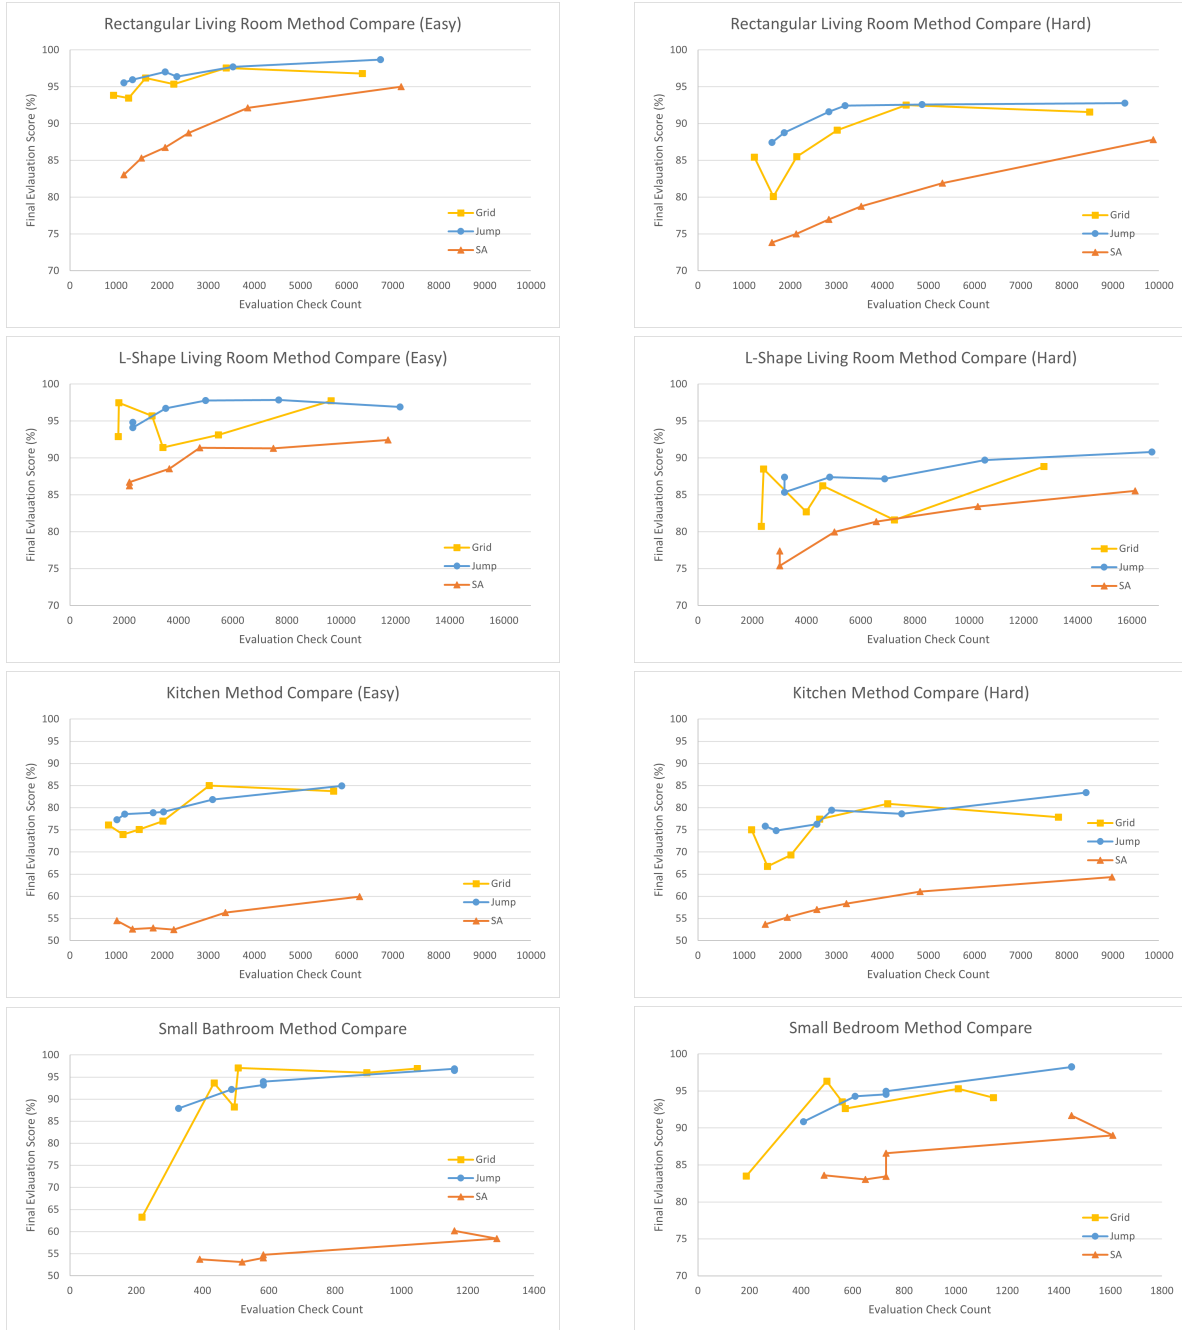 Rectangular Living Room Method Compare (Easy)
Final Evlauation Score (%)
100
95
90
85
80
75
70
0 1000 2000 3000 4000 5000 6000 7000 8000 9000 10000
Evaluation Check Count
Grid
Jump
SA
Rectangular Living Room Method Compare (Hard)
Final Evlauation Score (%)
100
95
90
85
80
75
70
0 1000 2000 3000 4000 5000 6000 7000 8000 9000 10000
Evaluation Check Count
Grid
Jump
SA
L-Shape Living Room Method Compare (Easy)
Final Evlauation Score (%)
100
95
90
85
80
75
70
0 2000 4000 6000 8000 10000 12000 14000 16000
Evaluation Check Count
Grid
Jump
SA
L-Shape Living Room Method Compare (Hard)
Final Evlauation Score (%)
100
95
90
85
80
75
70
0 2000 4000 6000 8000 10000 12000 14000 16000
Evaluation Check Count
Grid
Jump
SA
Kitchen Method Compare (Easy)
Final Evlauation Score (%)
100
95
90
85
80
75
70
65
60
55
50
0 1000 2000 3000 4000 5000 6000 7000 8000 9000 10000
Evaluation Check Count
Grid
Jump
SA
Kitchen Method Compare (Hard)
Final Evlauation Score (%)
100
95
90
85
80
75
70
65
60
55
50
0 1000 2000 3000 4000 5000 6000 7000 8000 9000 10000
Evaluation Check Count
Grid
Jump
SA
Small Bathroom Method Compare
Final Evlauation Score (%)
100
95
90
85
80
75
70
65
60
55
50
0 200 400 600 800 1000 1200 1400
Evaluation Check Count
Grid
Jump
SA
Small Bedroom Method Compare
Final Evlauation Score (%)
100
95
90
85
80
75
70
0 200 400 600 800 1000 1200 1400 1600 1800
Evaluation Check Count
Grid
Jump
SA